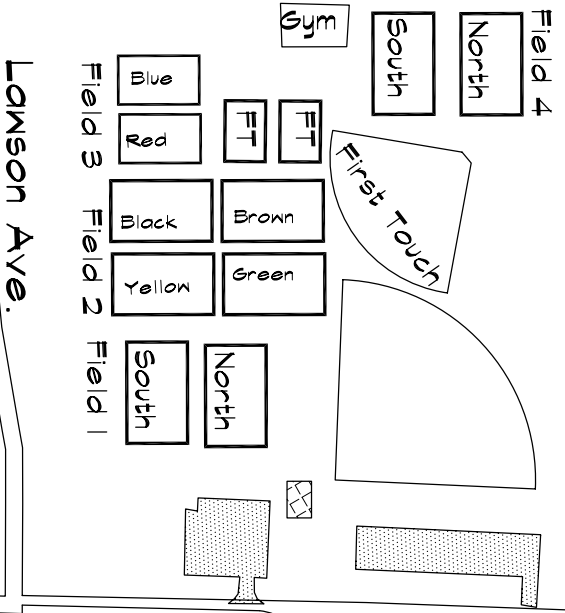 Gym
South
North
Field 4
Lawson Ave.
Field 3
Blue
Red
FT
FT
First Touch
Field 2
Black
Brown
Yellow
Green
Field 1
South
North